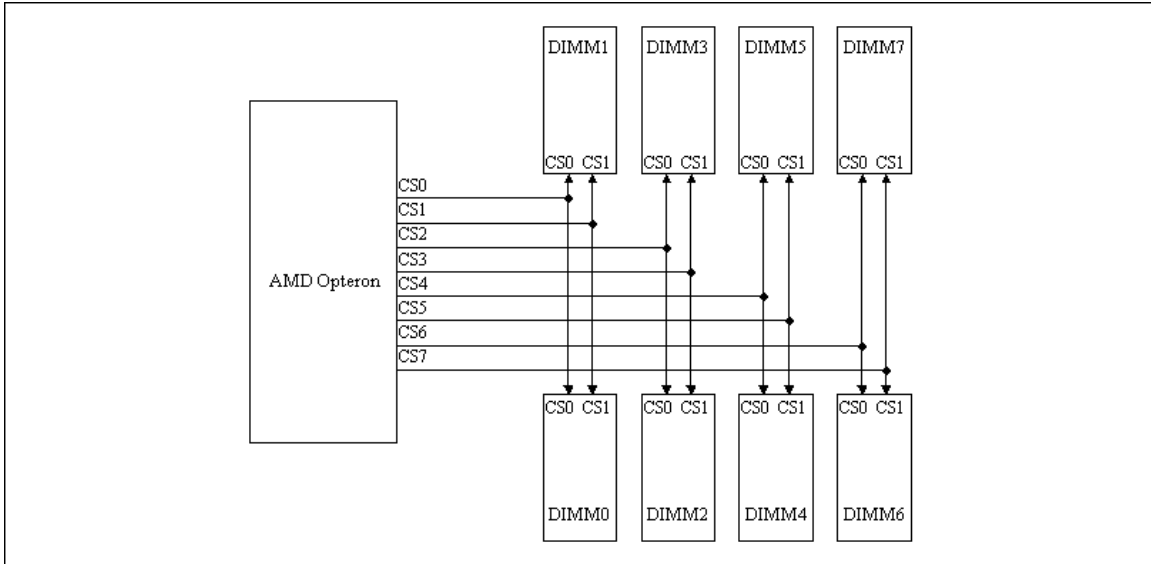 DIMM1 DIMM3 DIMM5 DIMM7
CS0 CS1 CS0 CS1 CS0 CS1 CS0 CS1
CS0
CS1
CS2
CS3
AMD Opteron
CS4
CS5
CS6
CS7
CS0 CS1 CS0 CS1 CS0 CS1 CS0 CS1
DIMM0 DIMM2 DIMM4 DIMM6